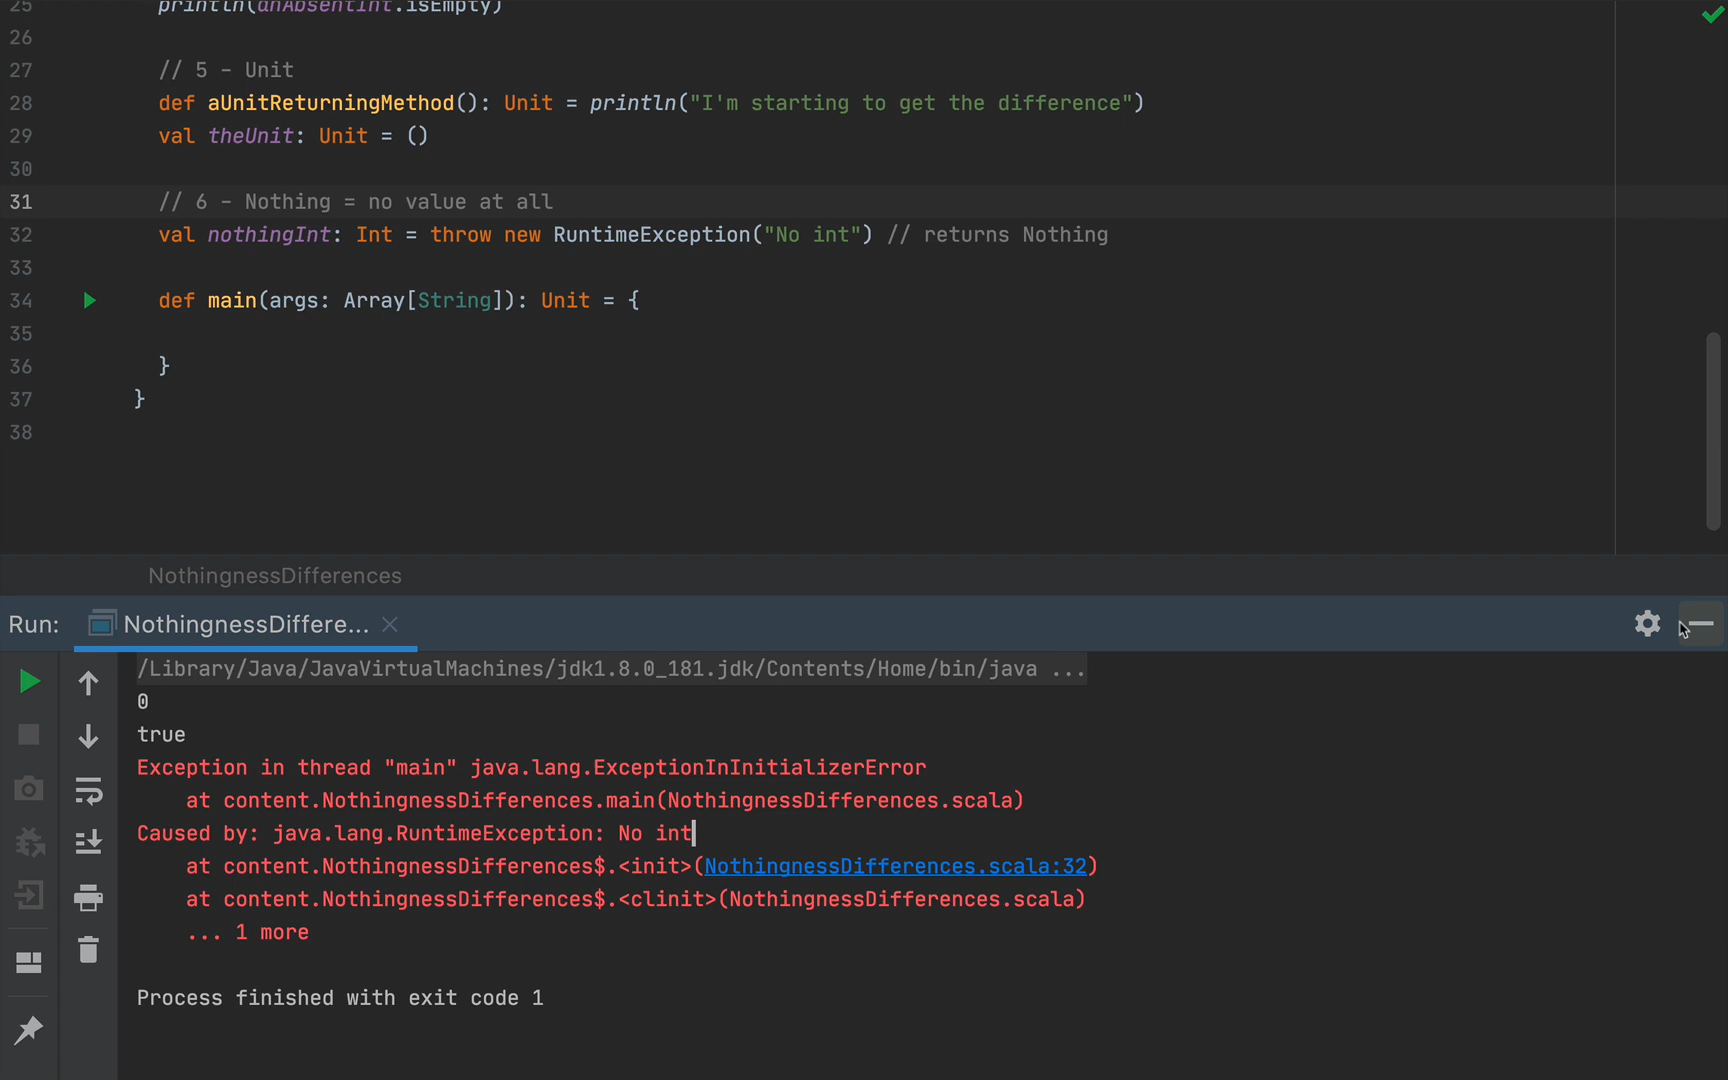 25 println(anAbsentInt.isEmpty)
26
27 // 5 - Unit
28 def aUnitReturningMethod(): Unit = println("I'm starting to get the difference")
29 val theUnit: Unit = ()
30
31 // 6 - Nothing = no value at all
32 val nothingInt: Int = throw new RuntimeException("No int") // returns Nothing
33
34 def main(args: Array[String]): Unit = {
35
36 }
37 }
38
NothingnessDifferences
Run: NothingnessDiffere...
/Library/Java/JavaVirtualMachines/jdk1.8.0_181.jdk/Contents/Home/bin/java ...
0
true
Exception in thread "main" java.lang.ExceptionInInitializerError
at content.NothingnessDifferences.main(NothingnessDifferences.scala)
Caused by: java.lang.RuntimeException: No int
at content.NothingnessDifferences$.<init>(NothingnessDifferences.scala:32)
at content.NothingnessDifferences$.<clinit>(NothingnessDifferences.scala)
... 1 more
Process finished with exit code 1